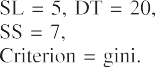 SL = 5, DT = 20,
SS = 7,
Criterion = gini.